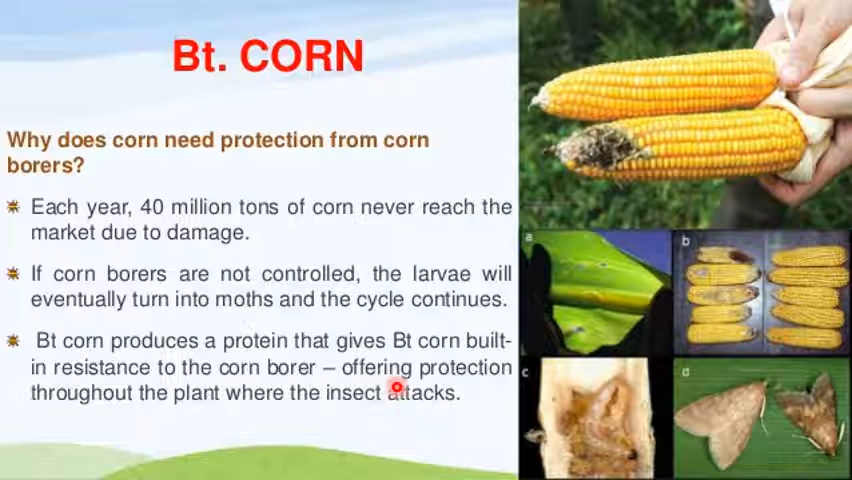 Bt. CORN
Why does corn need protection from corn
borers?
Each year, 40 million tons of corn never reach the
market due to damage.
If corn borers are not controlled, the larvae will
eventually turn into moths and the cycle continues.
Bt corn produces a protein that gives Bt corn built-
in resistance to the corn borer – offering protection
throughout the plant where the insect attacks.
a
b
c
d